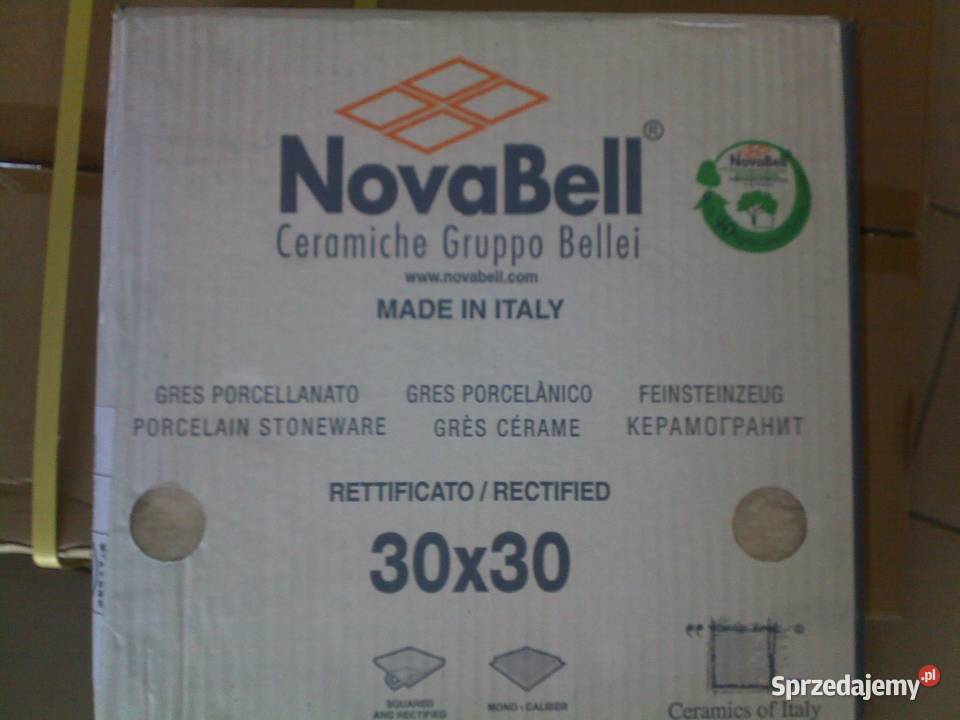 NovaBell®
Ceramiche Gruppo Bellei
www.novabell.com
MADE IN ITALY
NovaBell
GRES PORCELLANATO GRES PORCELÀNICO FEINSTEINZEUG
PORCELAIN STONEWARE GRÈS CÉRAME КЕРАМОГРАНИТ
RETTIFICATO / RECTIFIED
30x30
SQUARED
AND RECTIFIED
MONO - CALIBER
Ceramics of Italy
Sprzedajemy.pl